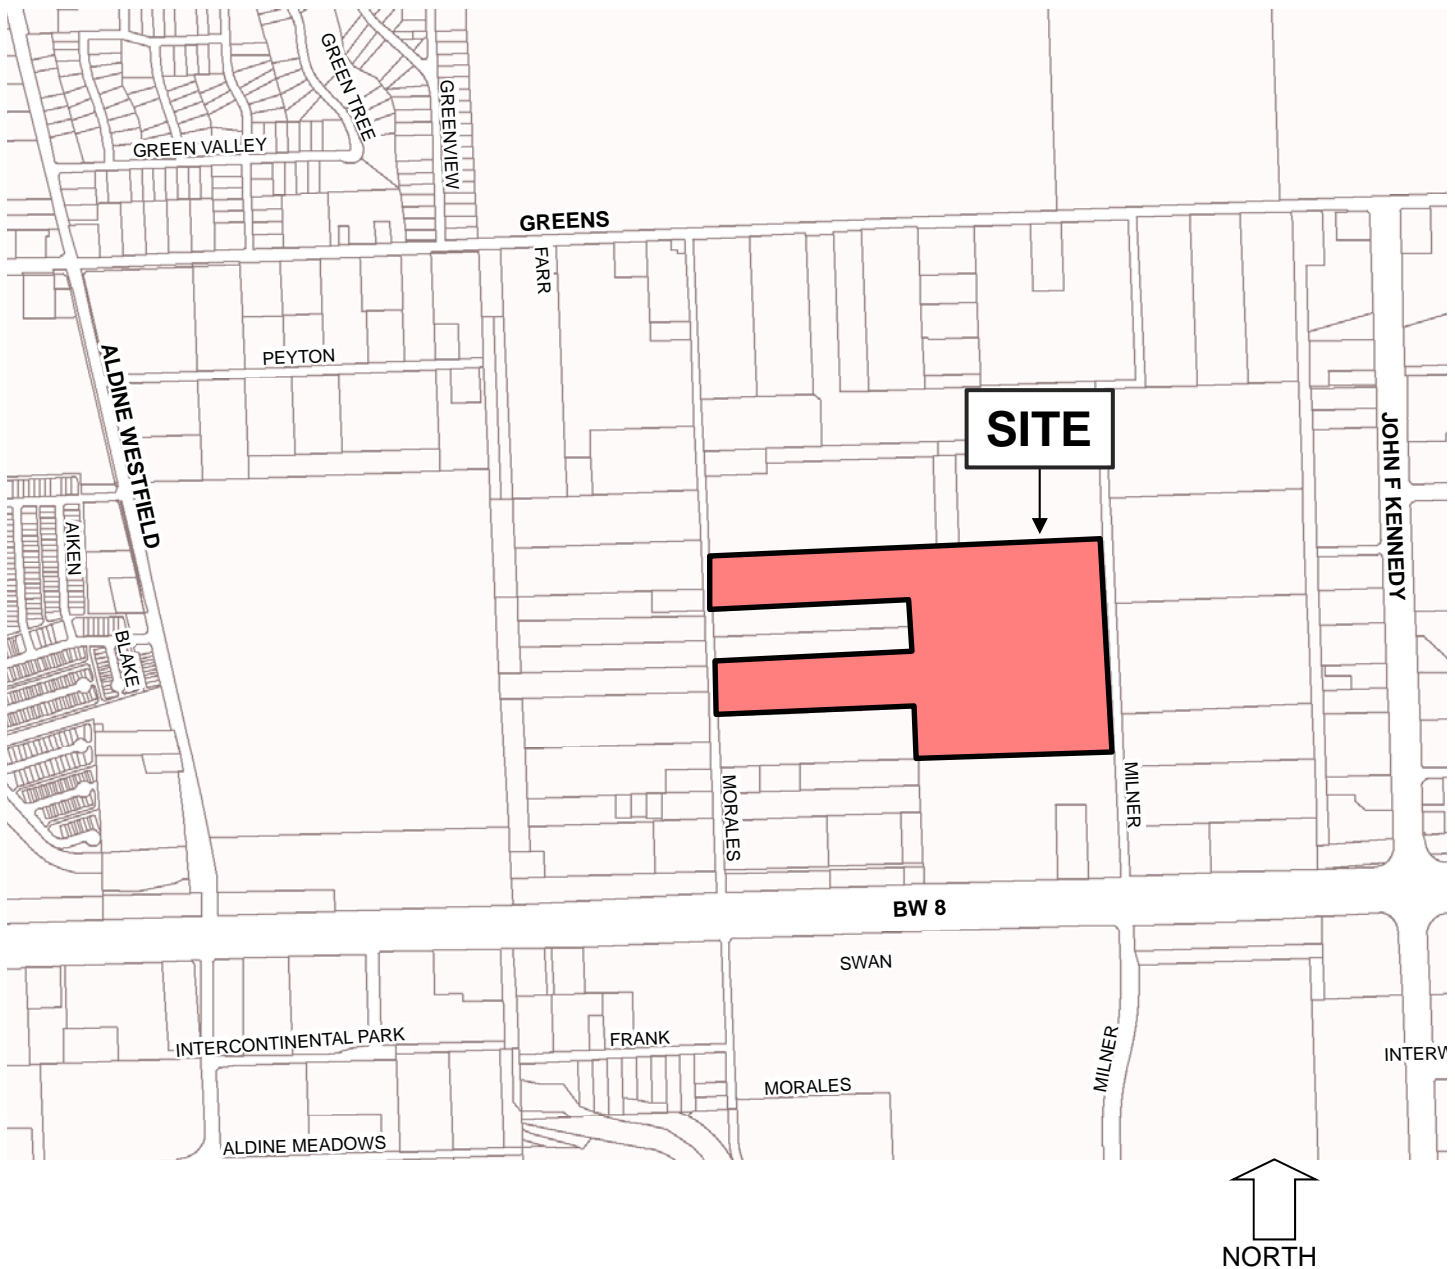 GREEN TREE
GREENVIEW
GREEN VALLEY
GREENS
FARR
PEYTON
ALDINE WESTFIELD
SITE
JOHN F KENNEDY
AIKEN
BLAKE
MORALES
MILNER
BW 8
SWAN
INTERCONTINENTAL PARK
FRANK
MILNER
INTERW
MORALES
ALDINE MEADOWS
NORTH